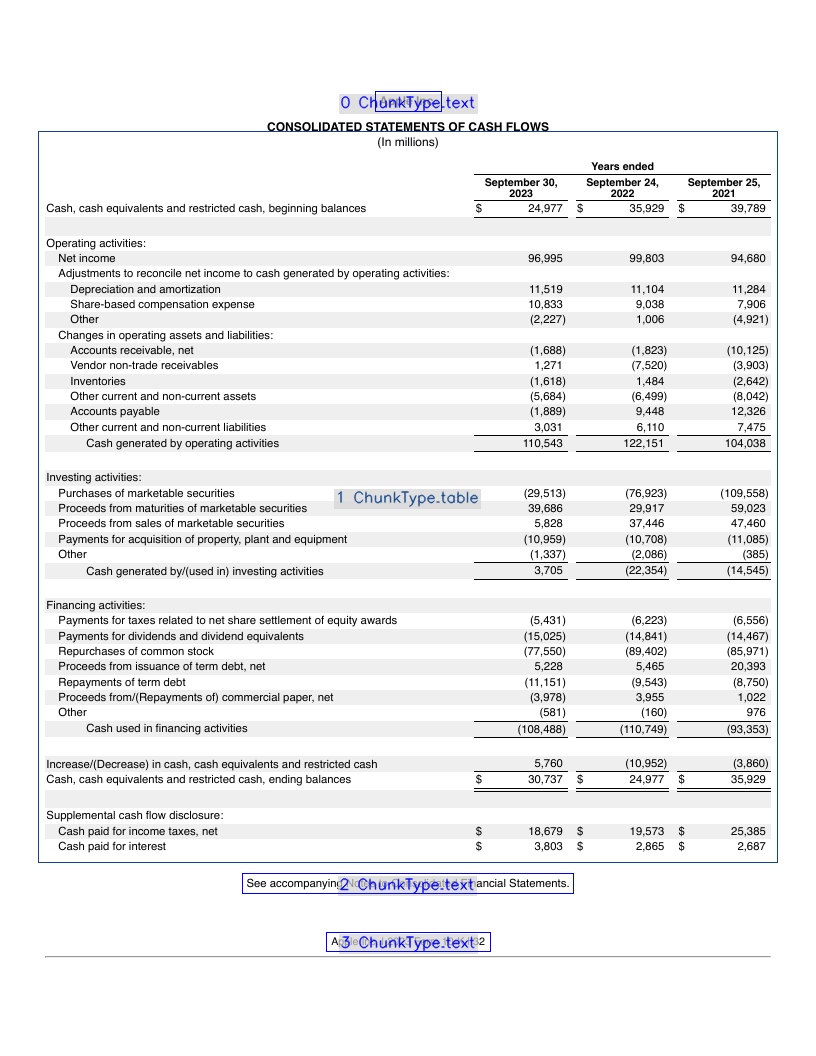 0 ChunkType.text
CONSOLIDATED STATEMENTS OF CASH FLOWS
(In millions)
Years ended
September 30, 2023 September 24, 2022 September 25, 2021
Cash, cash equivalents and restricted cash, beginning balances $ 24,977 $ 35,929 $ 39,789
Operating activities:
Net income 96,995 99,803 94,680
Adjustments to reconcile net income to cash generated by operating activities:
Depreciation and amortization 11,519 11,104 11,284
Share-based compensation expense 10,833 9,038 7,906
Other (2,227) 1,006 (4,921)
Changes in operating assets and liabilities:
Accounts receivable, net (1,688) (1,823) (10,125)
Vendor non-trade receivables 1,271 (7,520) (3,903)
Inventories (1,618) 1,484 (2,642)
Other current and non-current assets (5,684) (6,499) (8,042)
Accounts payable (1,889) 9,448 12,326
Other current and non-current liabilities 3,031 6,110 7,475
Cash generated by operating activities 110,543 122,151 104,038
Investing activities:
Purchases of marketable securities (29,513) (76,923) (109,558)
1 ChunkType.table
Proceeds from maturities of marketable securities 39,686 29,917 59,023
Proceeds from sales of marketable securities 5,828 37,446 47,460
Payments for acquisition of property, plant and equipment (10,959) (10,708) (11,085)
Other (1,337) (2,086) (385)
Cash generated by/(used in) investing activities 3,705 (22,354) (14,545)
Financing activities:
Payments for taxes related to net share settlement of equity awards (5,431) (6,223) (6,556)
Payments for dividends and dividend equivalents (15,025) (14,841) (14,467)
Repurchases of common stock (77,550) (89,402) (85,971)
Proceeds from issuance of term debt, net 5,228 5,465 20,393
Repayments of term debt (11,151) (9,543) (8,750)
Proceeds from/(Repayments of) commercial paper, net (3,978) 3,955 1,022
Other (581) (160) 976
Cash used in financing activities (108,488) (110,749) (93,353)
Increase/(Decrease) in cash, cash equivalents and restricted cash 5,760 (10,952) (3,860)
Cash, cash equivalents and restricted cash, ending balances $ 30,737 $ 24,977 $ 35,929
Supplemental cash flow disclosure:
Cash paid for income taxes, net $ 18,679 $ 19,573 $ 25,385
Cash paid for interest $ 3,803 $ 2,865 $ 2,687
See accompanying Financial Statements.
2 ChunkType.text
3 ChunkType.text